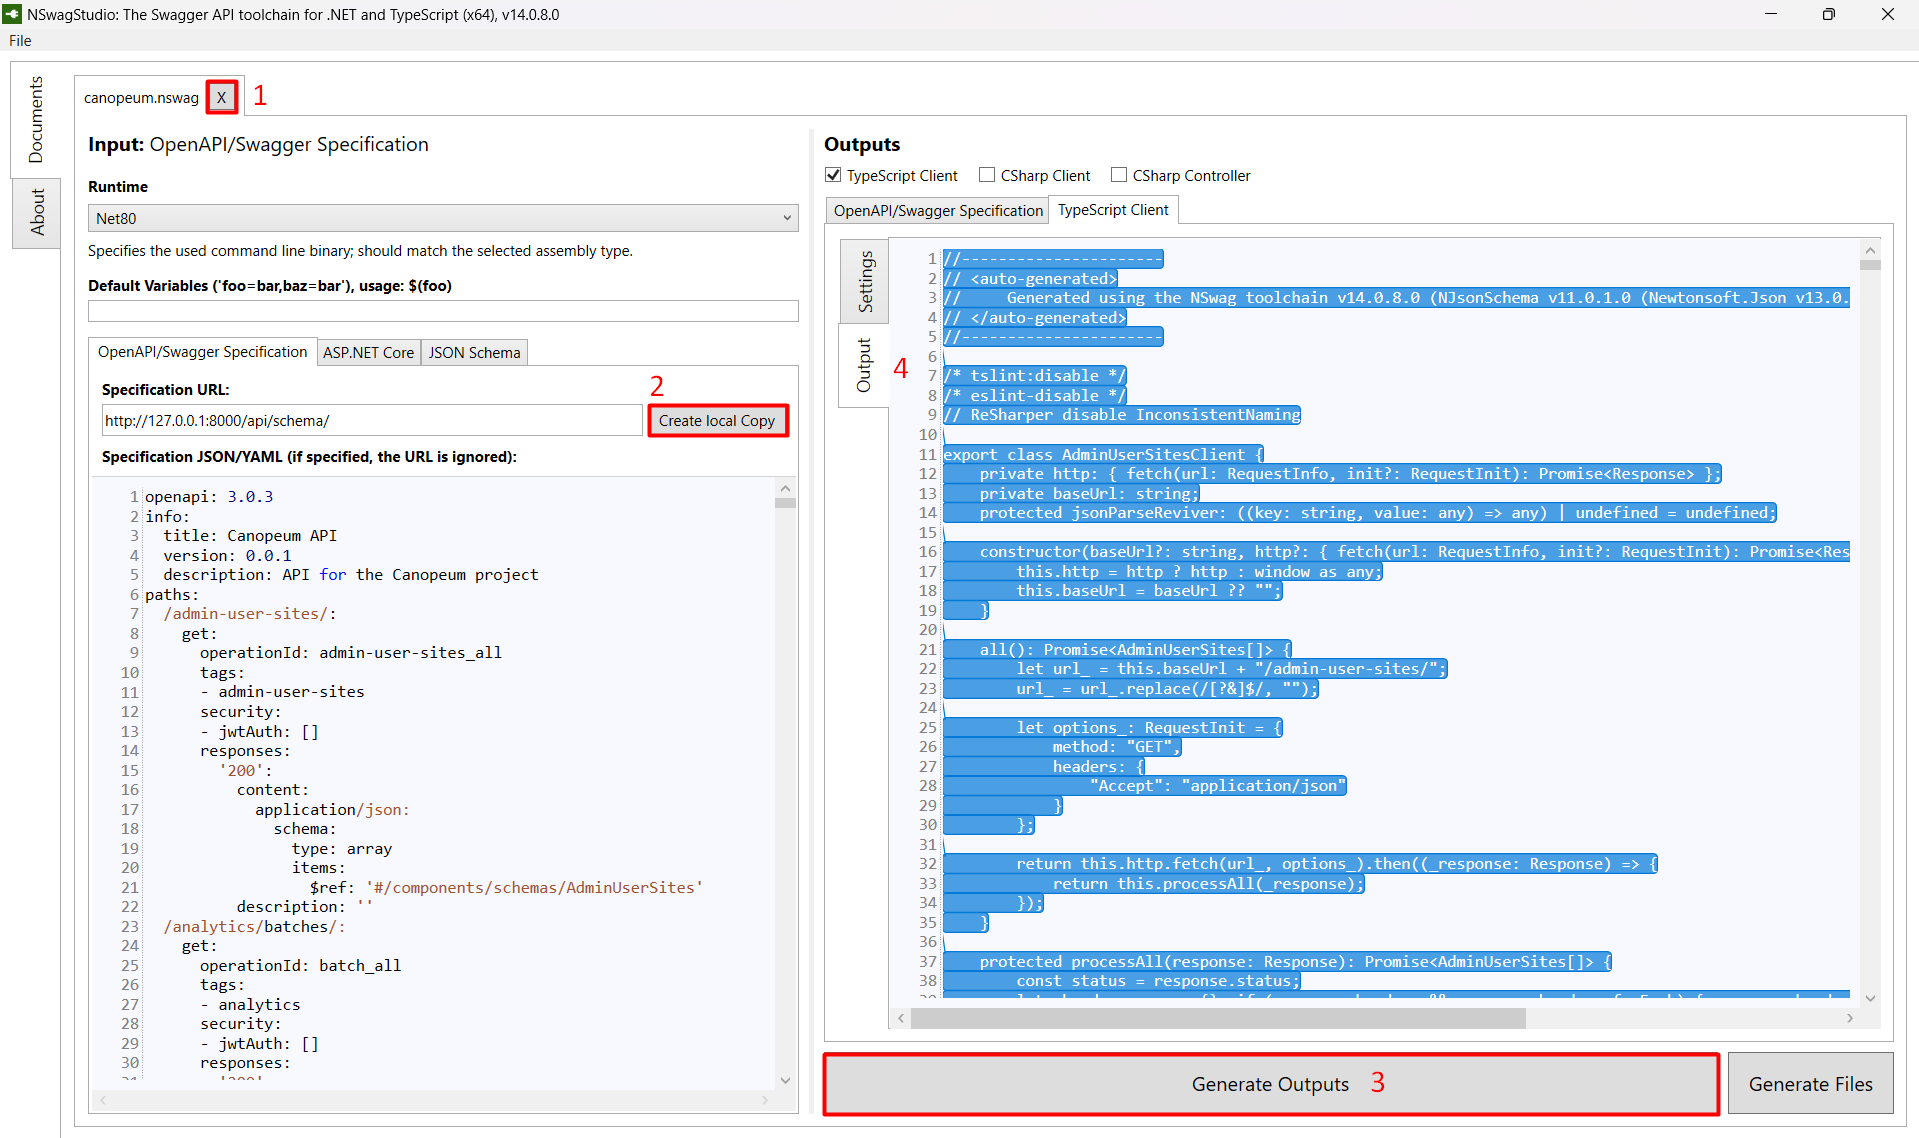 NSwagStudio: The Swagger API toolchain for .NET and TypeScript (x64), v14.0.8.0
File
Documents
About
canopeum.nswag X 1
Input: OpenAPI/Swagger Specification
Runtime
Net80
Specifies the used command line binary; should match the selected assembly type.
Default Variables ('foo=bar,baz=bar'), usage: $(foo)
OpenAPI/Swagger Specification ASP.NET Core JSON Schema
Specification URL:
2
http://127.0.0.1:8000/api/schema/ Create local Copy
Specification JSON/YAML (if specified, the URL is ignored):
1 openapi: 3.0.3
2 info:
3   title: Canopeum API
4   version: 0.0.1
5   description: API for the Canopeum project
6 paths:
7   /admin-user-sites/:
8     get:
9       operationId: admin-user-sites_all
10       tags:
11       - admin-user-sites
12       security:
13       - jwtAuth: []
14       responses:
15         '200':
16           content:
17             application/json:
18               schema:
19                 type: array
20                 items:
21                   $ref: '#/components/schemas/AdminUserSites'
22           description: ''
23   /analytics/batches/:
24     get:
25       operationId: batch_all
26       tags:
27       - analytics
28       security:
29       - jwtAuth: []
30       responses:
31         '200':
Outputs
TypeScript Client CSharp Client CSharp Controller
OpenAPI/Swagger Specification TypeScript Client
Settings
Output 4
1 //----------------------
2 // <auto-generated>
3 //     Generated using the NSwag toolchain v14.0.8.0 (NJsonSchema v11.0.1.0 (Newtonsoft.Json v13.0.
4 // </auto-generated>
5 //----------------------
6
7 /* tslint:disable */
8 /* eslint-disable */
9 // ReSharper disable InconsistentNaming
10
11 export class AdminUserSitesClient {
12     private http: { fetch(url: RequestInfo, init?: RequestInit): Promise<Response> };
13     private baseUrl: string;
14     protected jsonParseReviver: ((key: string, value: any) => any) | undefined = undefined;
15
16     constructor(baseUrl?: string, http?: { fetch(url: RequestInfo, init?: RequestInit): Promise<Res
17         this.http = http ? http : window as any;
18         this.baseUrl = baseUrl ?? "";
19     }
20
21     all(): Promise<AdminUserSites[]> {
22         let url_ = this.baseUrl + "/admin-user-sites/";
23         url_ = url_.replace(/[?&]$/, "");
24
25         let options_: RequestInit = {
26             method: "GET",
27             headers: {
28                 "Accept": "application/json"
29             }
30         };
31
32         return this.http.fetch(url_, options_).then((_response: Response) => {
33             return this.processAll(_response);
34         });
35     }
36
37     protected processAll(response: Response): Promise<AdminUserSites[]> {
38         const status = response.status;
Generate Outputs 3
Generate Files